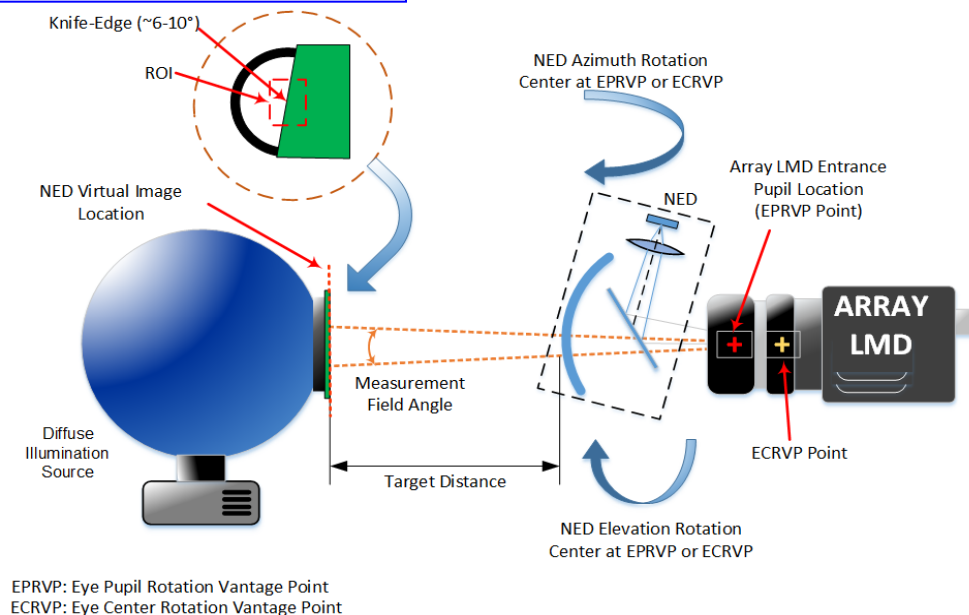 Knife-Edge (~6-10°)
ROI
NED Azimuth Rotation
Center at EPRVP or ECRVP
Array LMD Entrance
Pupil Location
(EPRVP Point)
NED Virtual Image
Location
NED
ARRAY
LMD
Measurement
Field Angle
Diffuse
Illumination
Source
ECRVP Point
Target Distance
NED Elevation Rotation
Center at EPRVP or ECRVP
EPRVP: Eye Pupil Rotation Vantage Point
ECRVP: Eye Center Rotation Vantage Point